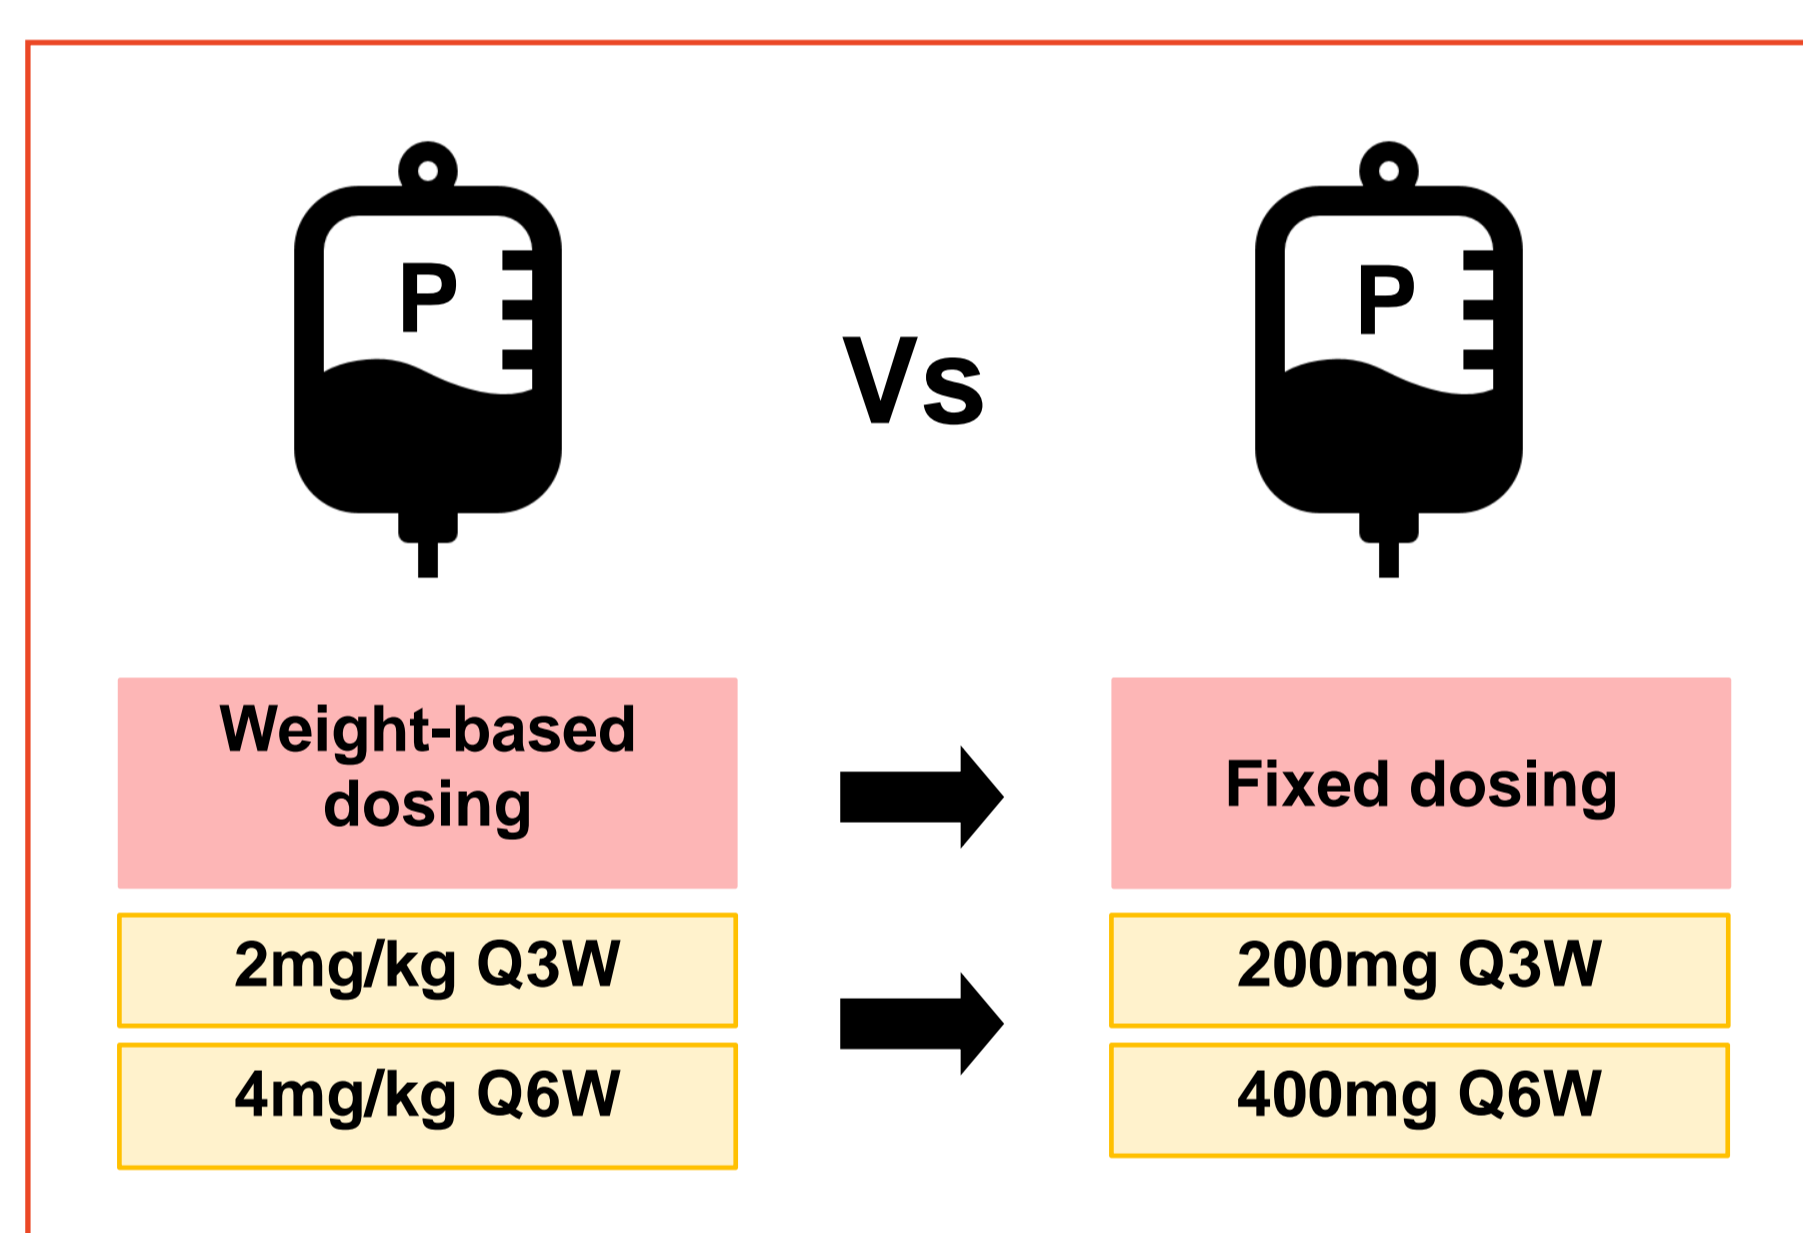 P
Vs
P
Weight-based
dosing
Fixed dosing
2mg/kg Q3W
200mg Q3W
4mg/kg Q6W
400mg Q6W